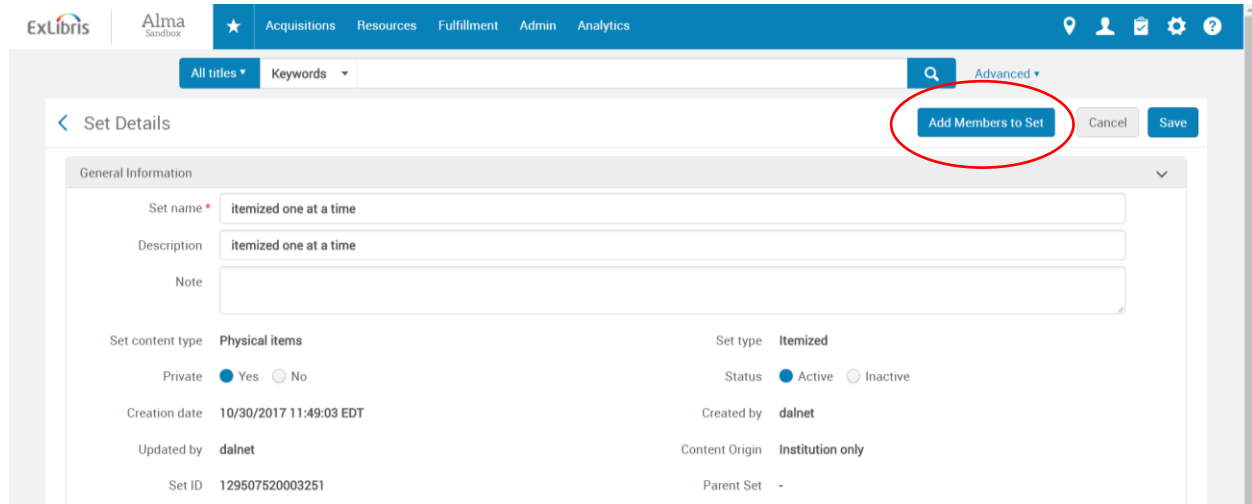 ExLibris Alma Sandbox ★ Acquisitions Resources Fulfillment Admin Analytics ?
All titles ▾ Keywords ▾ Advanced ▾
< Set Details Add Members to Set Cancel Save
General Information
Set name * itemized one at a time
Description itemized one at a time
Note
Set content type Physical items Set type Itemized
Private Yes No Status Active Inactive
Creation date 10/30/2017 11:49:03 EDT Created by dalnet
Updated by dalnet Content Origin Institution only
Set ID 129507520003251 Parent Set -